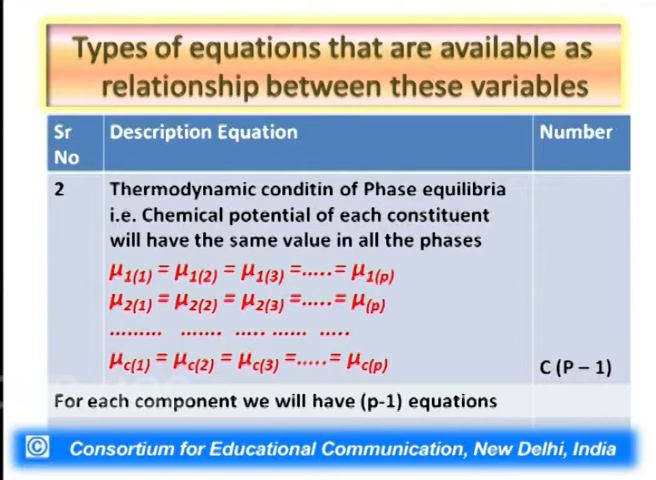 Types of equations that are available as
relationship between these variables
Sr No Description Equation Number
2 Thermodynamic conditin of Phase equilibria
i.e. Chemical potential of each constituent
will have the same value in all the phases
μ1(1) = μ1(2) = μ1(3) =.....= μ1(p)
μ2(1) = μ2(2) = μ2(3) =.....= μ(p)
......... ....... ..... ...... .....
μc(1) = μc(2) = μc(3) =.....= μc(p) C (P – 1)
For each component we will have (p-1) equations
© Consortium for Educational Communication, New Delhi, India